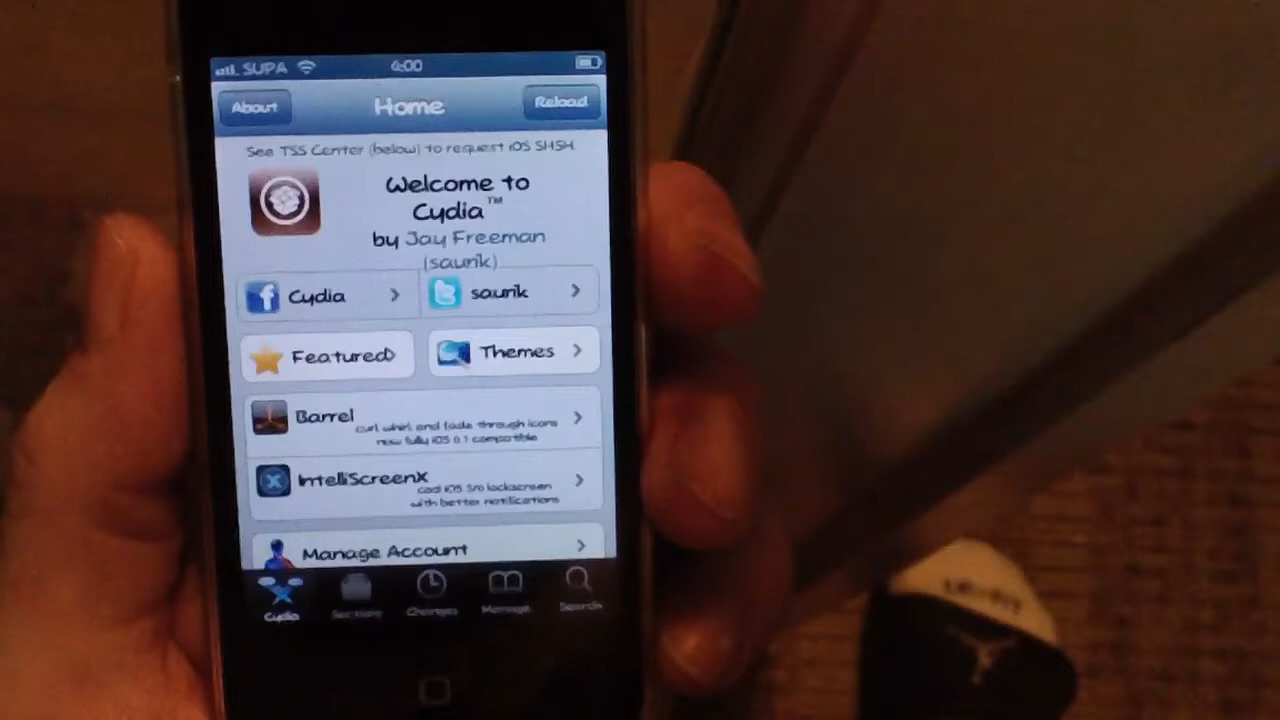 SUPA 4:00
About Home Reload
See TSS Center (below) to request iOS SHSH.
Welcome to
Cydia™
by Jay Freeman
(saurik)
Cydia saurik
Featured Themes
Barrel
curl whirl and fade through icons
now fully iOS 6.1 compatible
IntelliScreenX
cool iOS 5/6 lockscreen
with better notifications
Manage Account
Cydia Sections Changes Manage Search